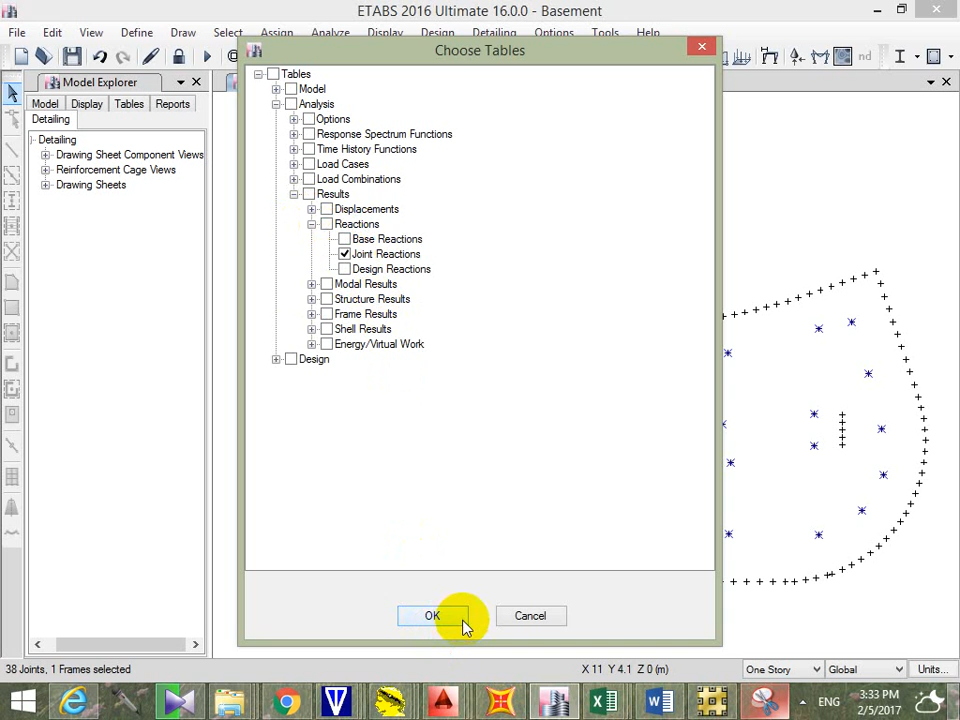 ETABS 2016 Ultimate 16.0.0 - Basement
File Edit View Define Draw Select Assign Analyze Display Design Detailing Options Tools Help
nd
Choose Tables
Model Explorer
Model Display Tables Reports
Detailing
Detailing
Drawing Sheet Component Views
Reinforcement Cage Views
Drawing Sheets
Tables
Model
Analysis
Options
Response Spectrum Functions
Time History Functions
Load Cases
Load Combinations
Results
Displacements
Reactions
Base Reactions
Joint Reactions
Design Reactions
Modal Results
Structure Results
Frame Results
Shell Results
Energy/Virtual Work
Design
OK Cancel
38 Joints, 1 Frames selected
X 11 Y 4.1 Z 0 (m)
One Story
Global
Units...
ENG
3:33 PM
2/5/2017